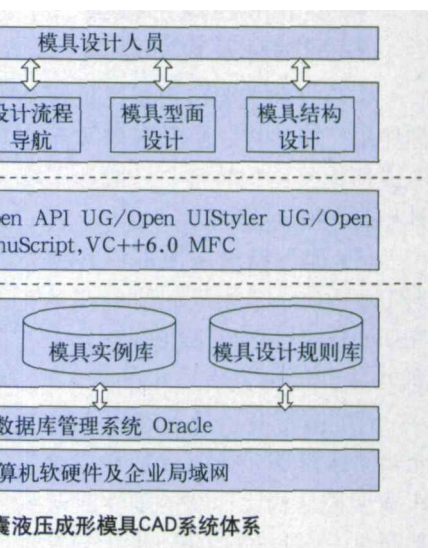 模具设计人员
设计流程
导航
模具型面
设计
模具结构
设计
pen API UG/Open UIStyler UG/Open
nuScript,VC++6.0 MFC
模具实例库
模具设计规则库
数据库管理系统 Oracle
算机软硬件及企业局域网
囊液压成形模具CAD系统体系